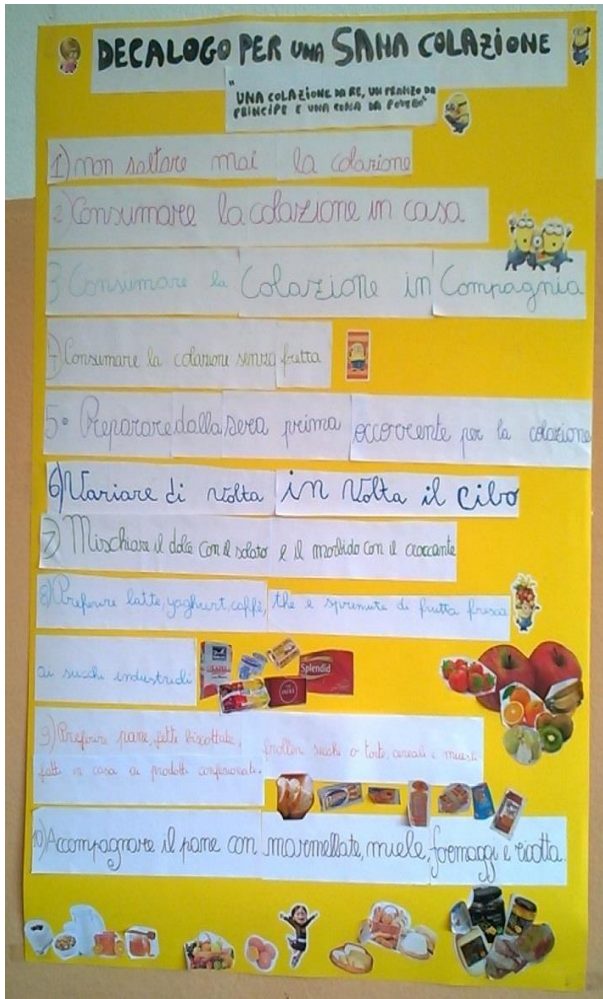 DECALOGO PER UNA SANA COLAZIONE
"UNA COLAZIONE DA RE, UN PRANZO DA
PRINCIPE E UNA CENA DA POVERO"
1) Non saltare mai la colazione
2) Consumare la colazione in casa
3 Consumare la Colazione in Compagnia
4) Consumare la colazione senza fretta
5° Preparare dalla sera prima occorrente per la colazione
6) Variare di volta in volta il cibo
7) Mischiare il dolce con il salato e il morbido con il croccante
8) Preferire latte, yoghurt, caffè, the e spremute di frutta fresca
ai succhi industriali
Splendid
9) Preferire pane, fette biscottate, frollini secchi o torte, cereali e muesli
fatti in casa ai prodotti confezionati.
10) Accompagnare il pane con marmellate, miele, formaggi e ricotta.